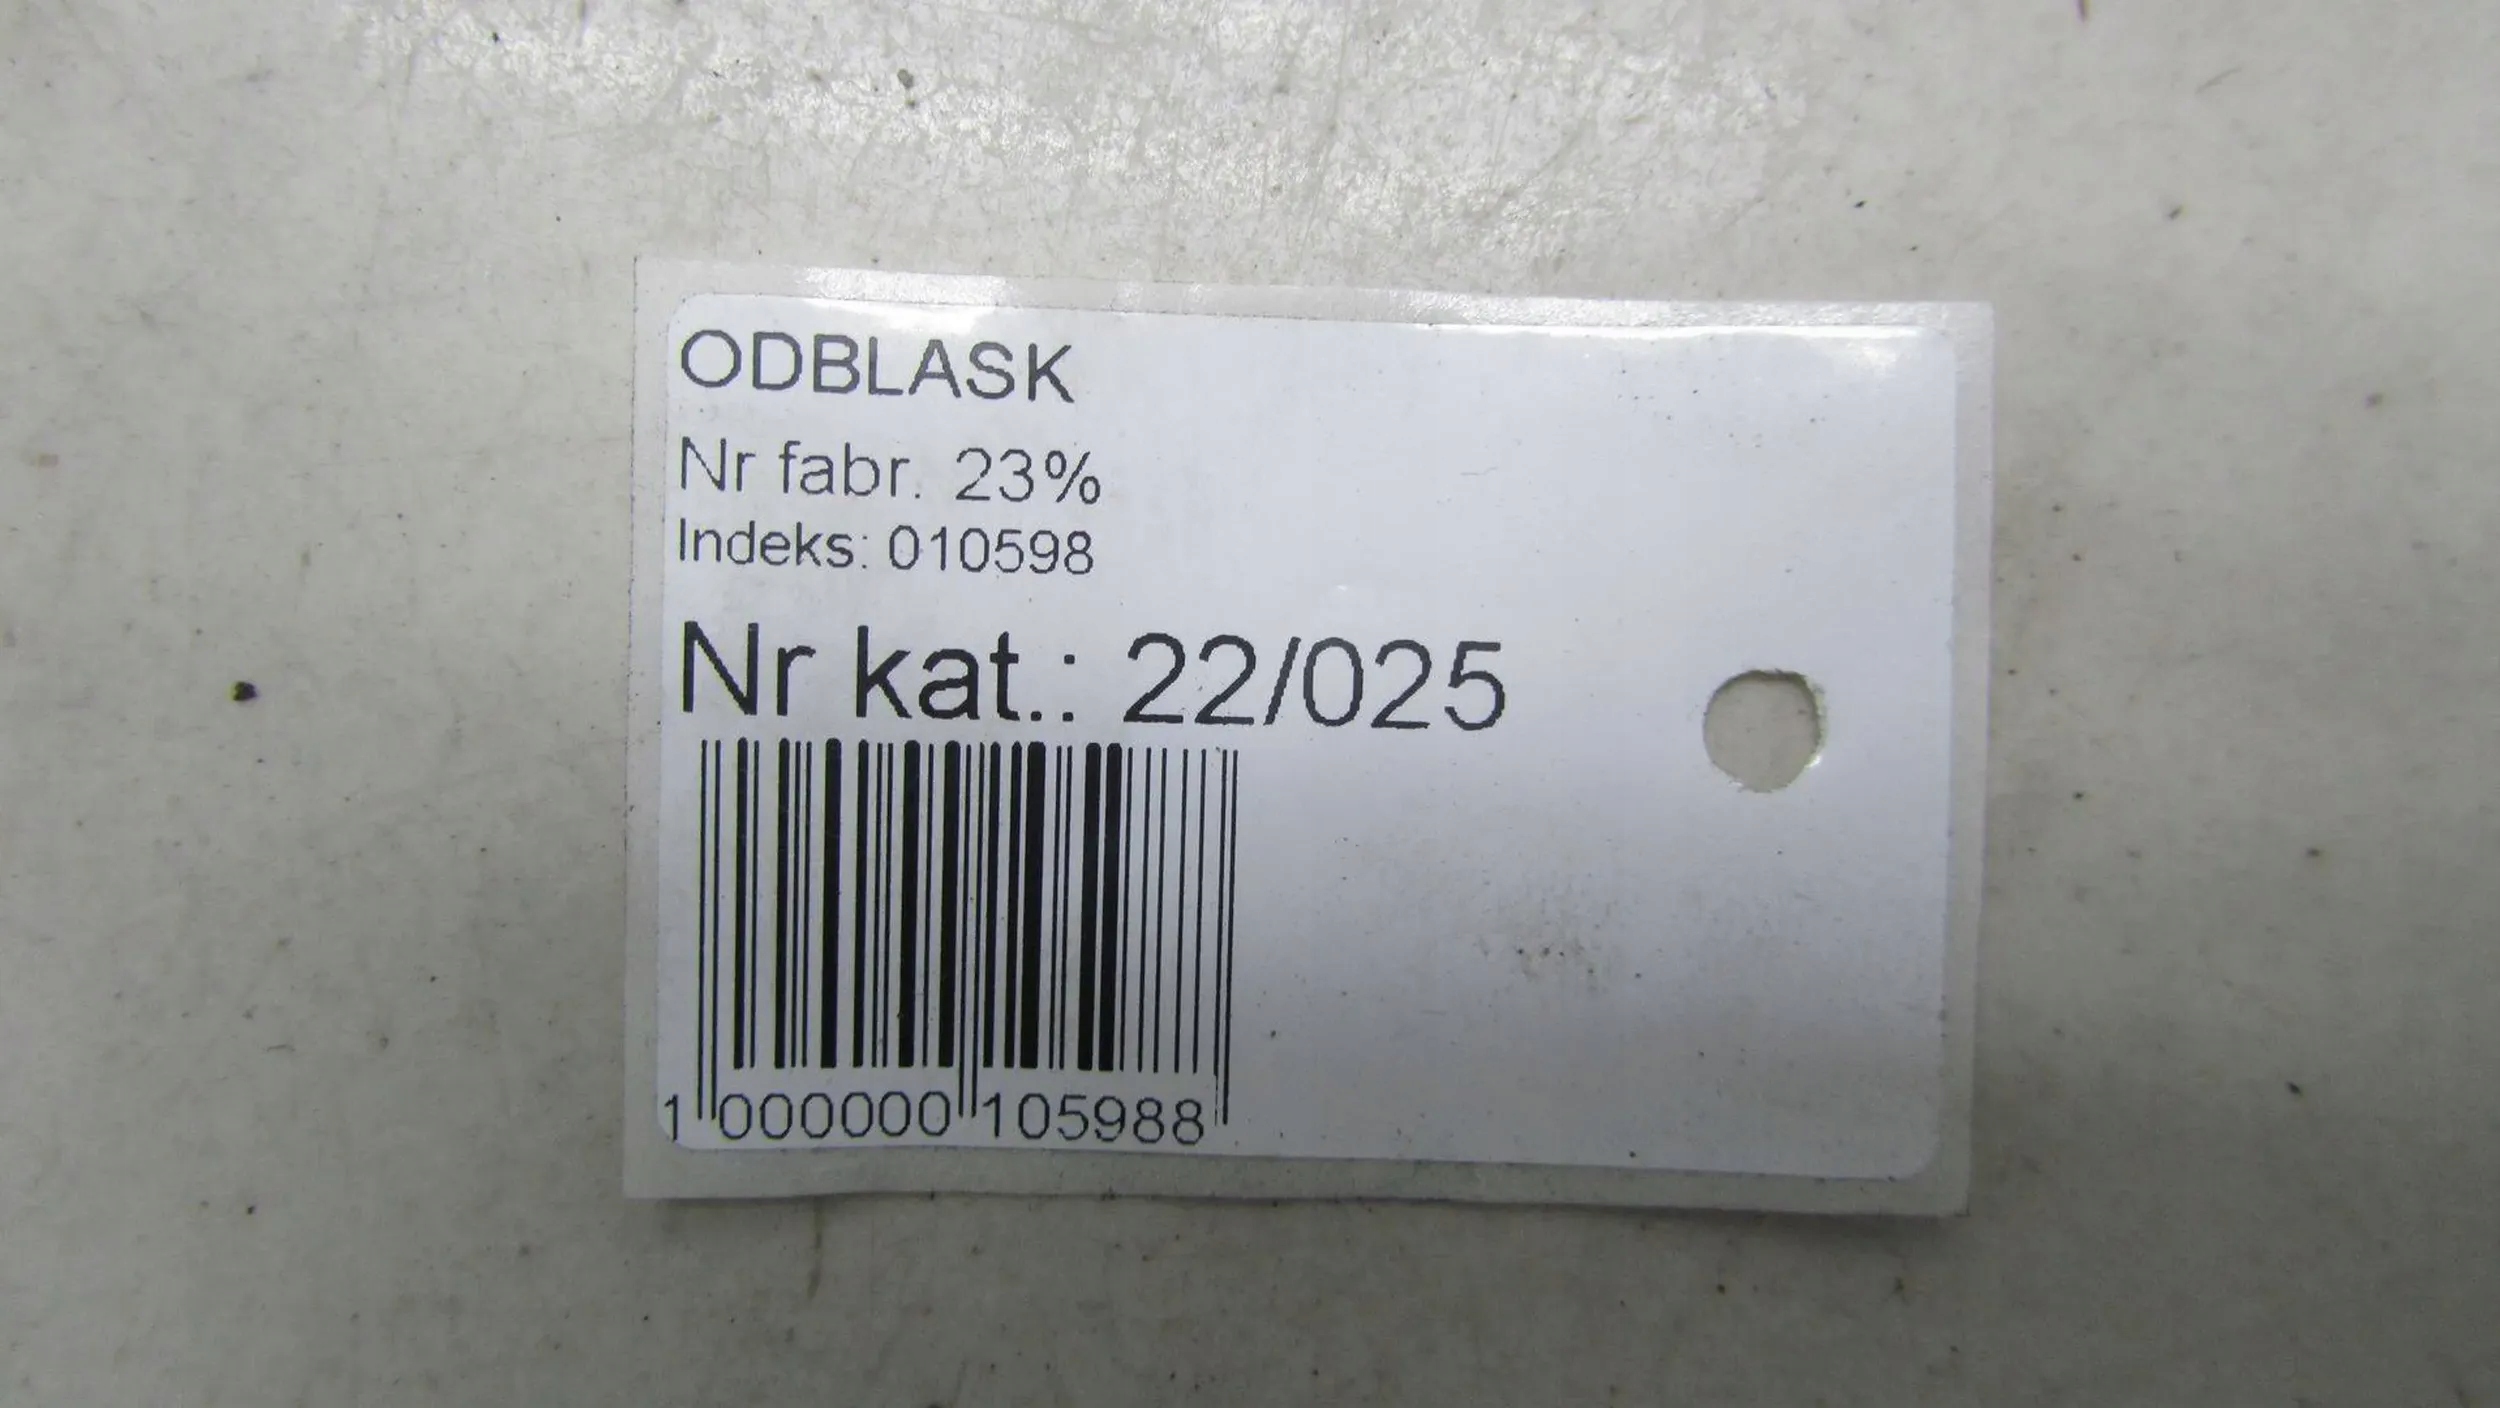 ODBLASK
Nr fabr. 23%
Indeks: 010598
Nr kat.: 22/025
1 000000 105988